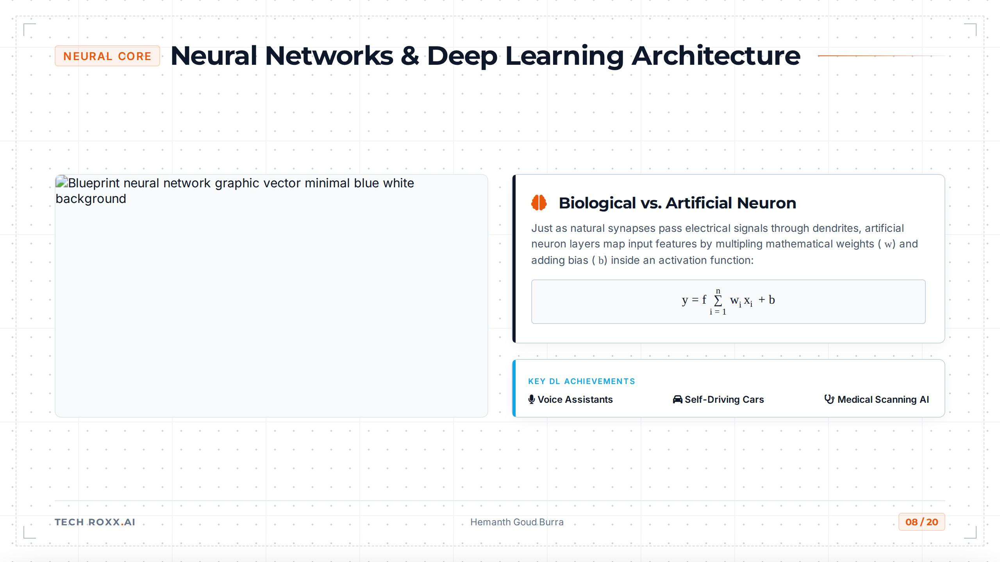 NEURAL CORE
Neural Networks & Deep Learning Architecture
Blueprint neural network graphic vector minimal blue white
background
Biological vs. Artificial Neuron
Just as natural synapses pass electrical signals through dendrites, artificial
neuron layers map input features by multipling mathematical weights ( w) and
adding bias ( b) inside an activation function:
y = f ∑_{i = 1}^{n} w_i x_i + b
KEY DL ACHIEVEMENTS
Voice Assistants Self-Driving Cars Medical Scanning AI
TECH ROXX.AI Hemanth Goud Burra 08 / 20